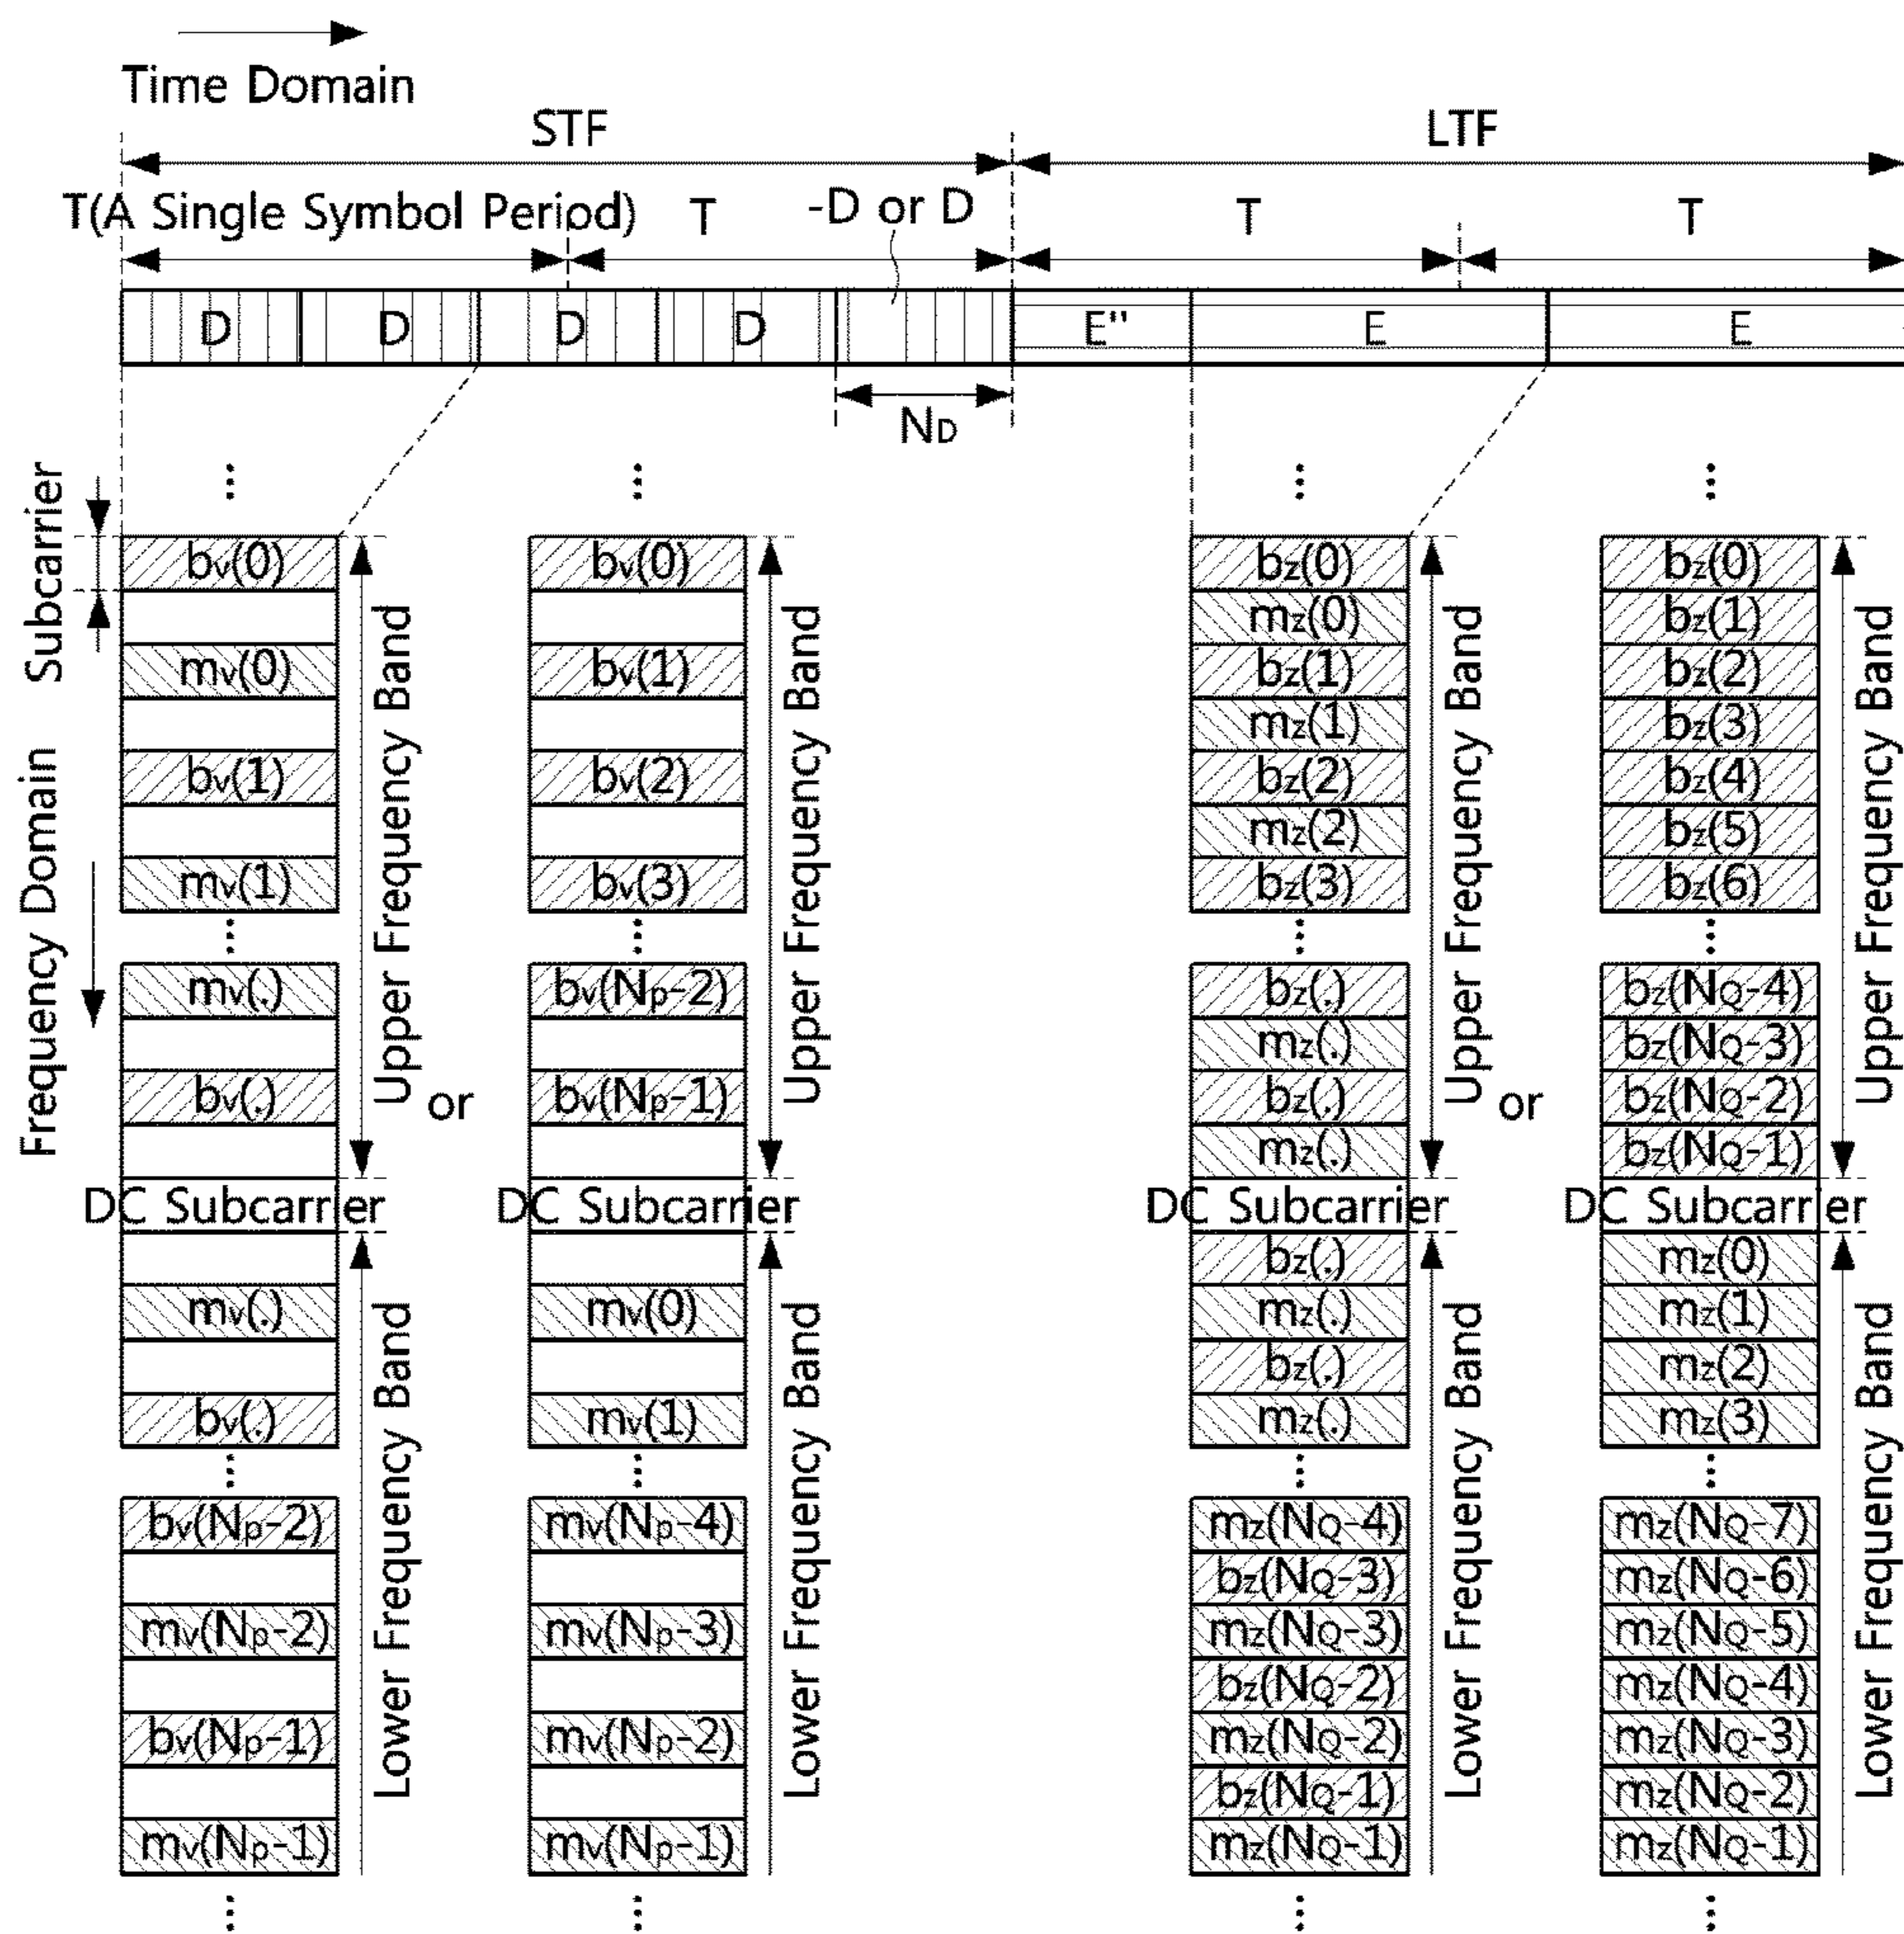 Time Domain
STF
LTF
T(A Single Symbol Period)
T
-D or D
T
T
D
D
D
D
E"
E
E
ND
Subcarrier
Frequency Domain
...
bv(0)
mv(0)
bv(1)
mv(1)
...
mv(.)
bv(.)
DC Subcarrier
mv(.)
bv(.)
...
bv(Np-2)
mv(Np-2)
bv(Np-1)
mv(Np-1)
...
Upper Frequency Band
Lower Frequency Band
or
...
bv(0)
bv(1)
bv(2)
bv(3)
...
bv(Np-2)
bv(Np-1)
DC Subcarrier
mv(0)
mv(1)
...
mv(Np-4)
mv(Np-3)
mv(Np-2)
mv(Np-1)
...
Upper Frequency Band
Lower Frequency Band
...
bz(0)
mz(0)
bz(1)
mz(1)
bz(2)
mz(2)
bz(3)
...
bz(.)
mz(.)
bz(.)
mz(.)
DC Subcarrier
bz(.)
mz(.)
bz(.)
mz(.)
...
mz(NQ-4)
bz(NQ-3)
mz(NQ-3)
bz(NQ-2)
mz(NQ-2)
bz(NQ-1)
mz(NQ-1)
...
Upper Frequency Band
Lower Frequency Band
or
...
bz(0)
bz(1)
bz(2)
bz(3)
bz(4)
bz(5)
bz(6)
...
bz(NQ-4)
bz(NQ-3)
bz(NQ-2)
bz(NQ-1)
DC Subcarrier
mz(0)
mz(1)
mz(2)
mz(3)
...
mz(NQ-7)
mz(NQ-6)
mz(NQ-5)
mz(NQ-4)
mz(NQ-3)
mz(NQ-2)
mz(NQ-1)
...
Upper Frequency Band
Lower Frequency Band